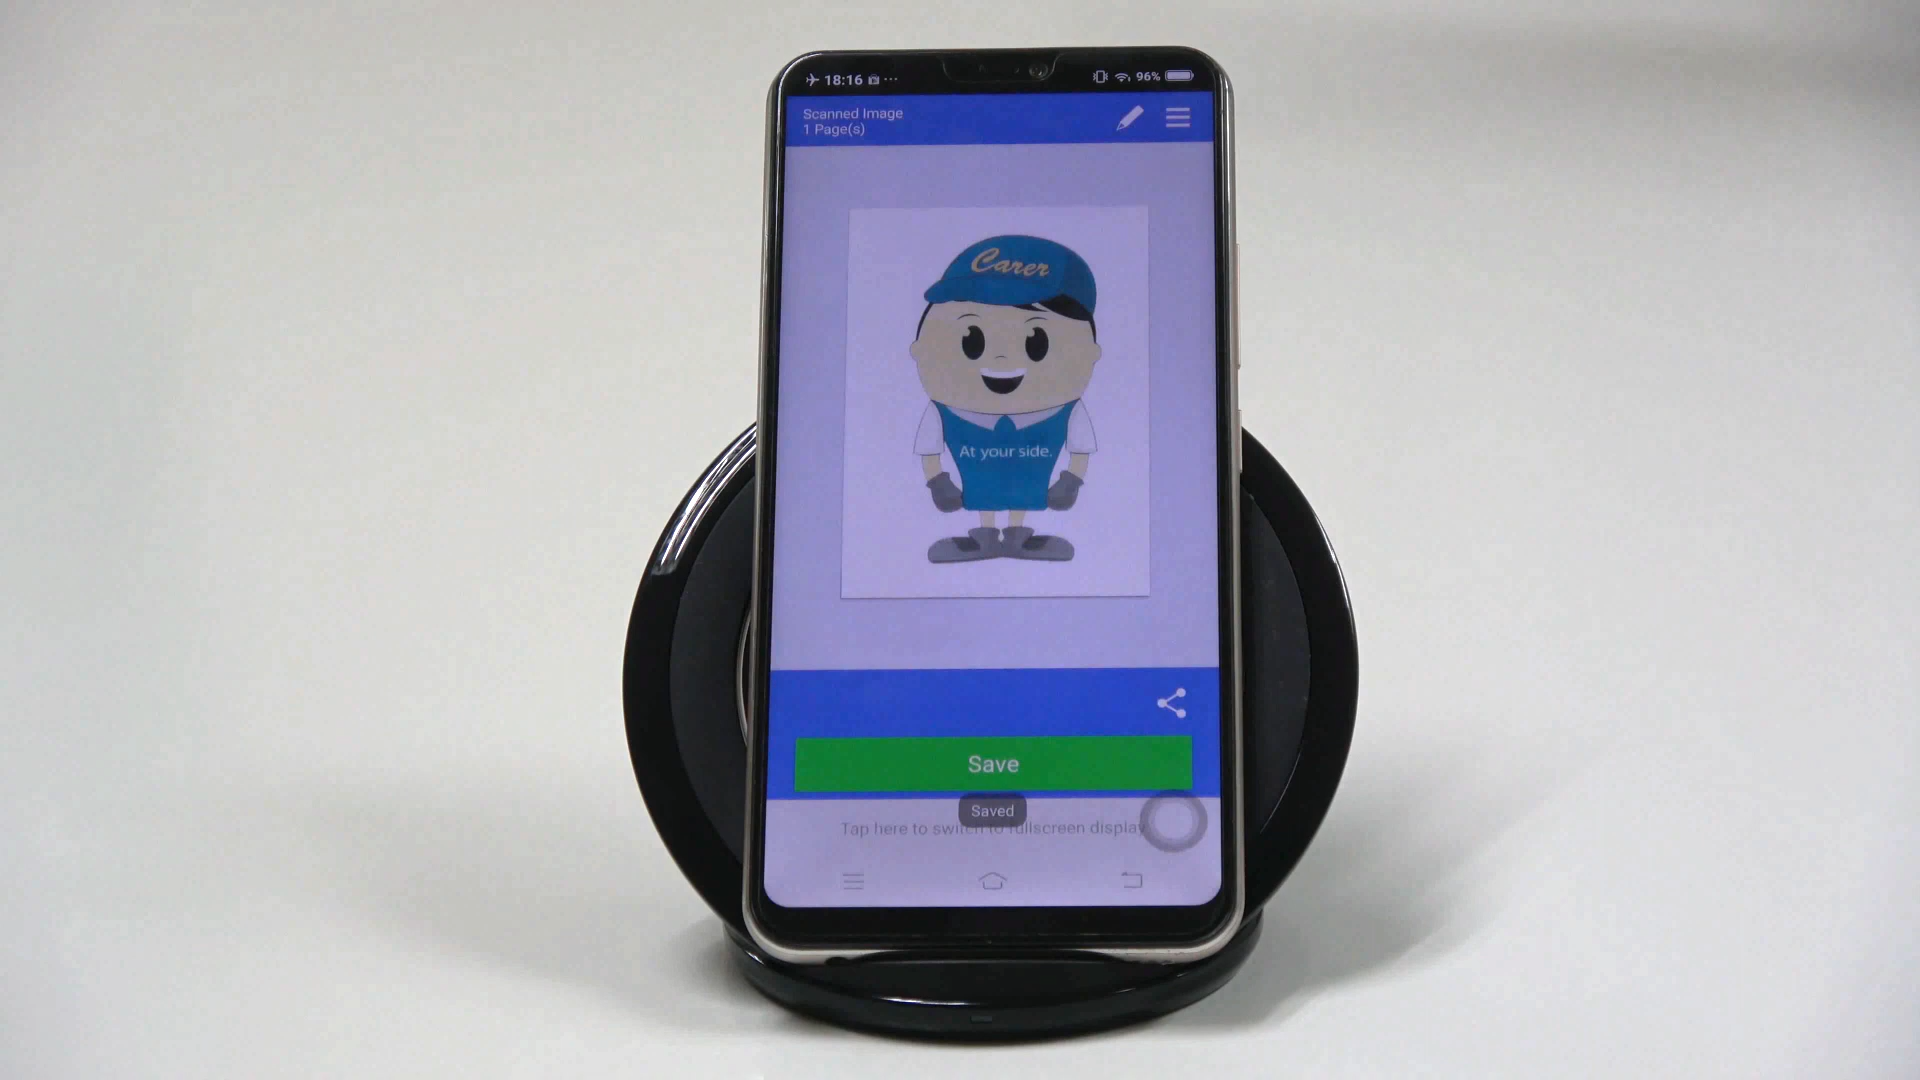 18:16
96%
Scanned Image
1 Page(s)
Carer
At your side.
Save
Saved
Tap here to switch to fullscreen display